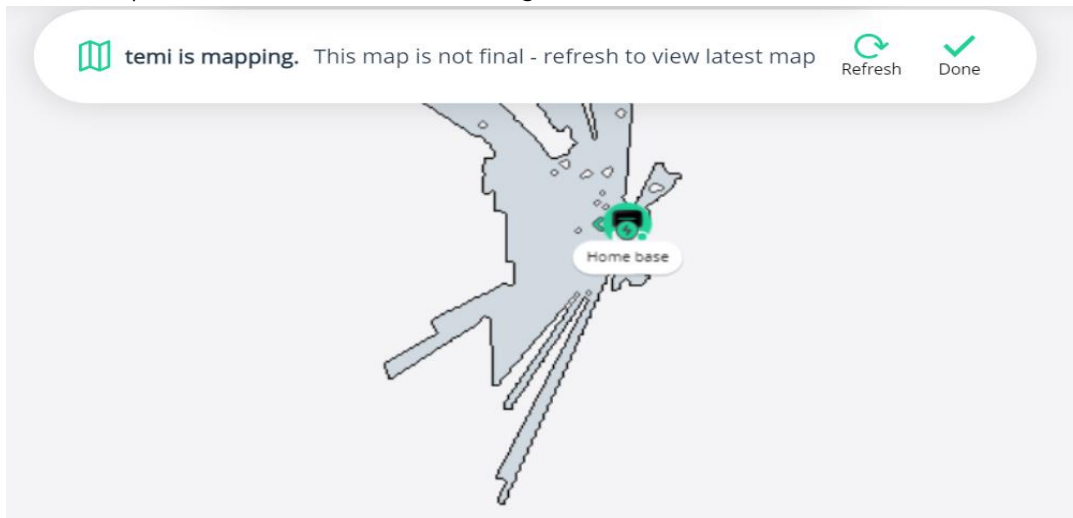 temi is mapping. This map is not final - refresh to view latest map
Refresh
Done
Home base